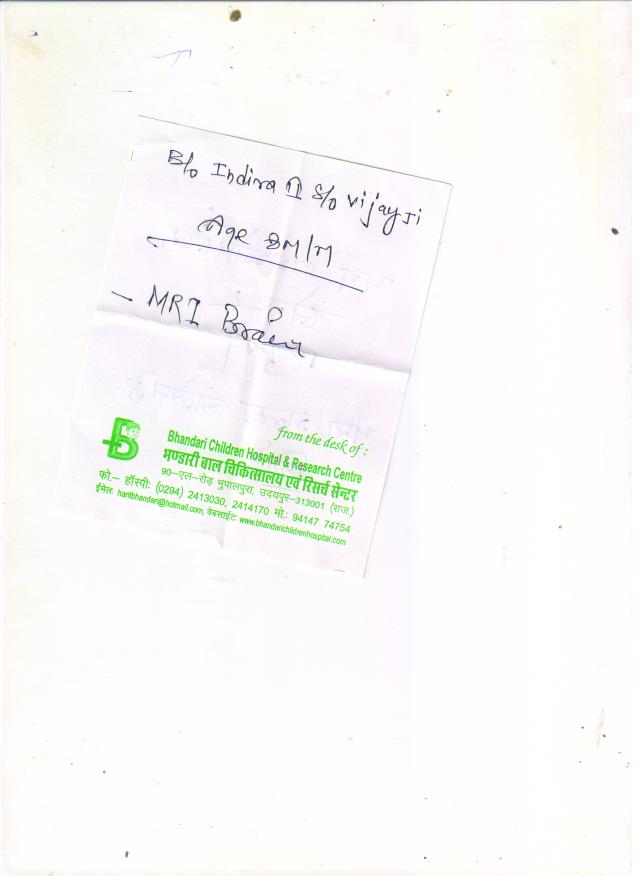 B/o Indira II S/o vijay Ji
Age 8M/M
- MRI Brain
from the desk of :
Bhandari Children Hospital & Research Centre
भण्डारी बाल चिकित्सालय एवं रिसर्च सेन्टर
90-एल-रोड भुपालपुरा, उदयपुर-313001 (राज.)
फो.- हॉस्पी: (0294) 2413030, 2414170 मो.: 94147 74754
ईमेल: haritbhandari@hotmail.com, वेबसाईट: www.bhandarichildrenhospital.com